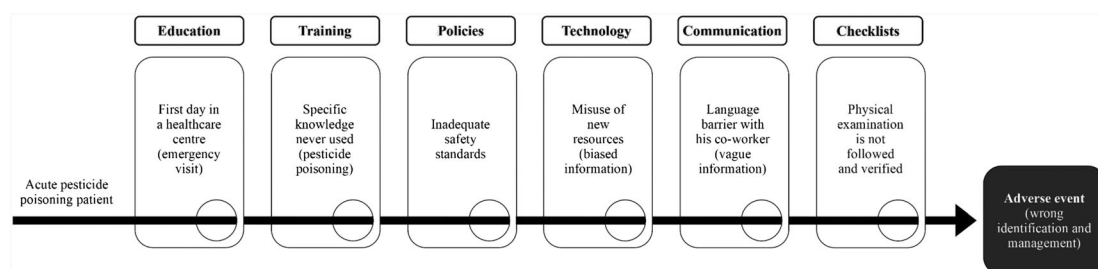 Education
Training
Policies
Technology
Communication
Checklists
First day in
a healthcare
centre
(emergency
visit)
Specific
knowledge
never used
(pesticide
poisoning)
Inadequate
safety
standards
Misuse of
new
resources
(biased
information)
Language
barrier with
his co-worker
(vague
information)
Physical
examination
is not
followed
and verified
Acute pesticide
poisoning patient
Adverse event
(wrong
identification and
management)